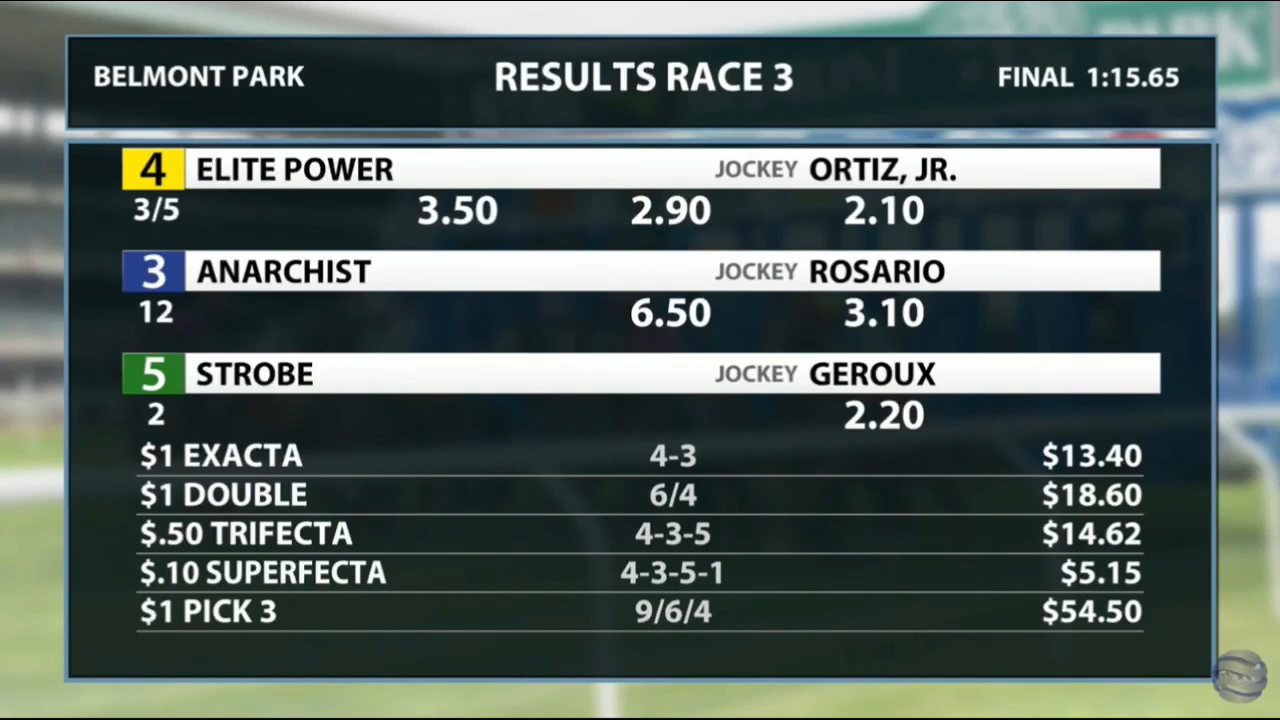 BELMONT PARK RESULTS RACE 3 FINAL 1:15.65
4 ELITE POWER JOCKEY ORTIZ, JR.
3/5 3.50 2.90 2.10
3 ANARCHIST JOCKEY ROSARIO
12 6.50 3.10
5 STROBE JOCKEY GEROUX
2 2.20
$1 EXACTA 4-3 $13.40
$1 DOUBLE 6/4 $18.60
$.50 TRIFECTA 4-3-5 $14.62
$.10 SUPERFECTA 4-3-5-1 $5.15
$1 PICK 3 9/6/4 $54.50